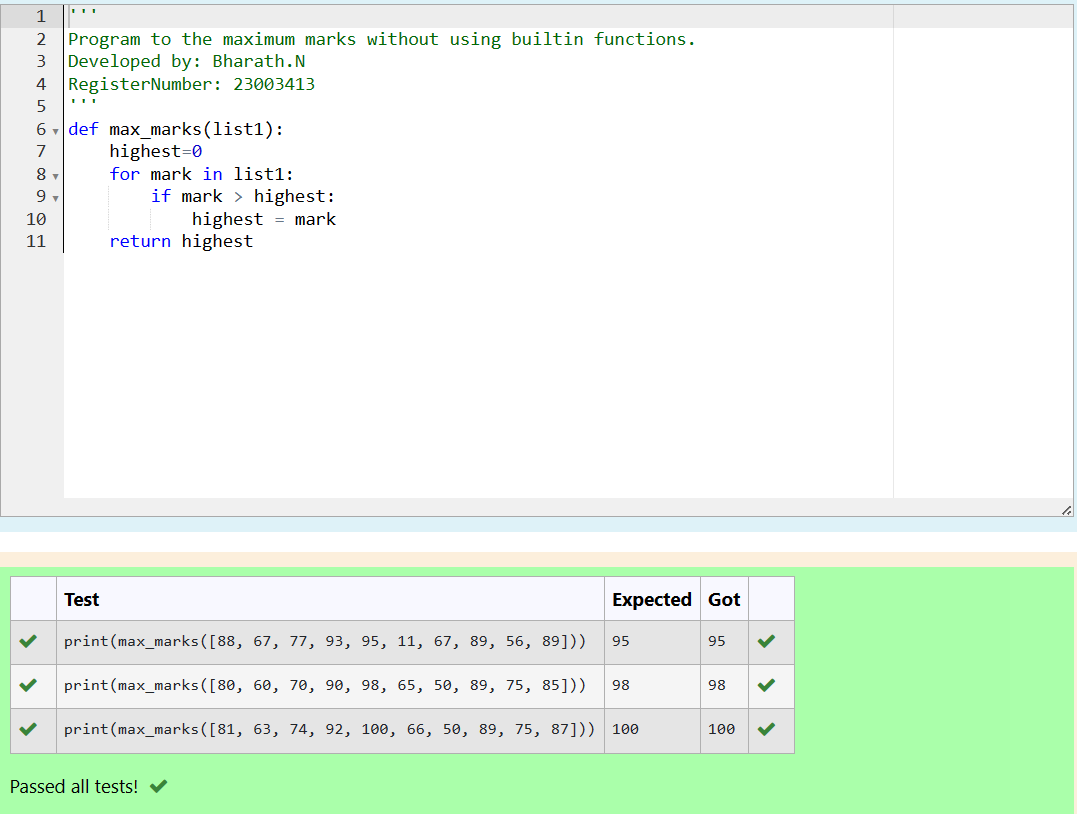 1 '''
2 Program to the maximum marks without using builtin functions.
3 Developed by: Bharath.N
4 RegisterNumber: 23003413
5 '''
6 def max_marks(list1):
7     highest=0
8     for mark in list1:
9         if mark > highest:
10             highest = mark
11     return highest
Test Expected Got
print(max_marks([88, 67, 77, 93, 95, 11, 67, 89, 56, 89])) 95 95
print(max_marks([80, 60, 70, 90, 98, 65, 50, 89, 75, 85])) 98 98
print(max_marks([81, 63, 74, 92, 100, 66, 50, 89, 75, 87])) 100 100
Passed all tests!